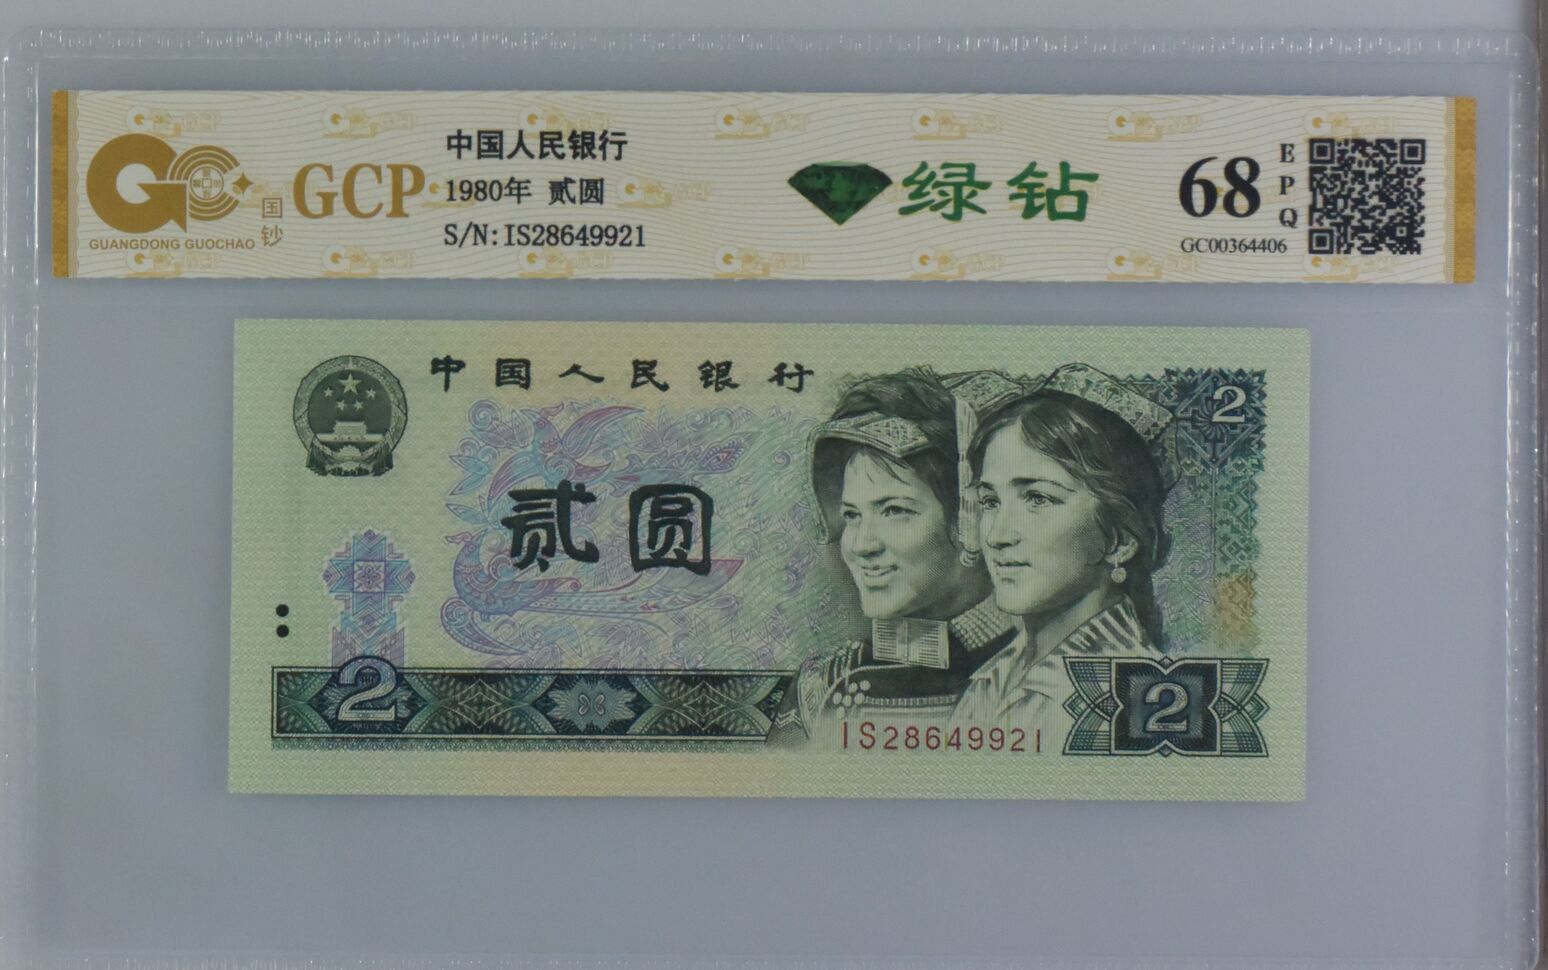 国钞
GCP
GUANGDONG GUOCHAO
中国人民银行
1980年 贰圆
S/N:IS28649921
绿钻
68
EPQ
GC00364406
中国人民银行
2
贰圆
2
IS28649921
2